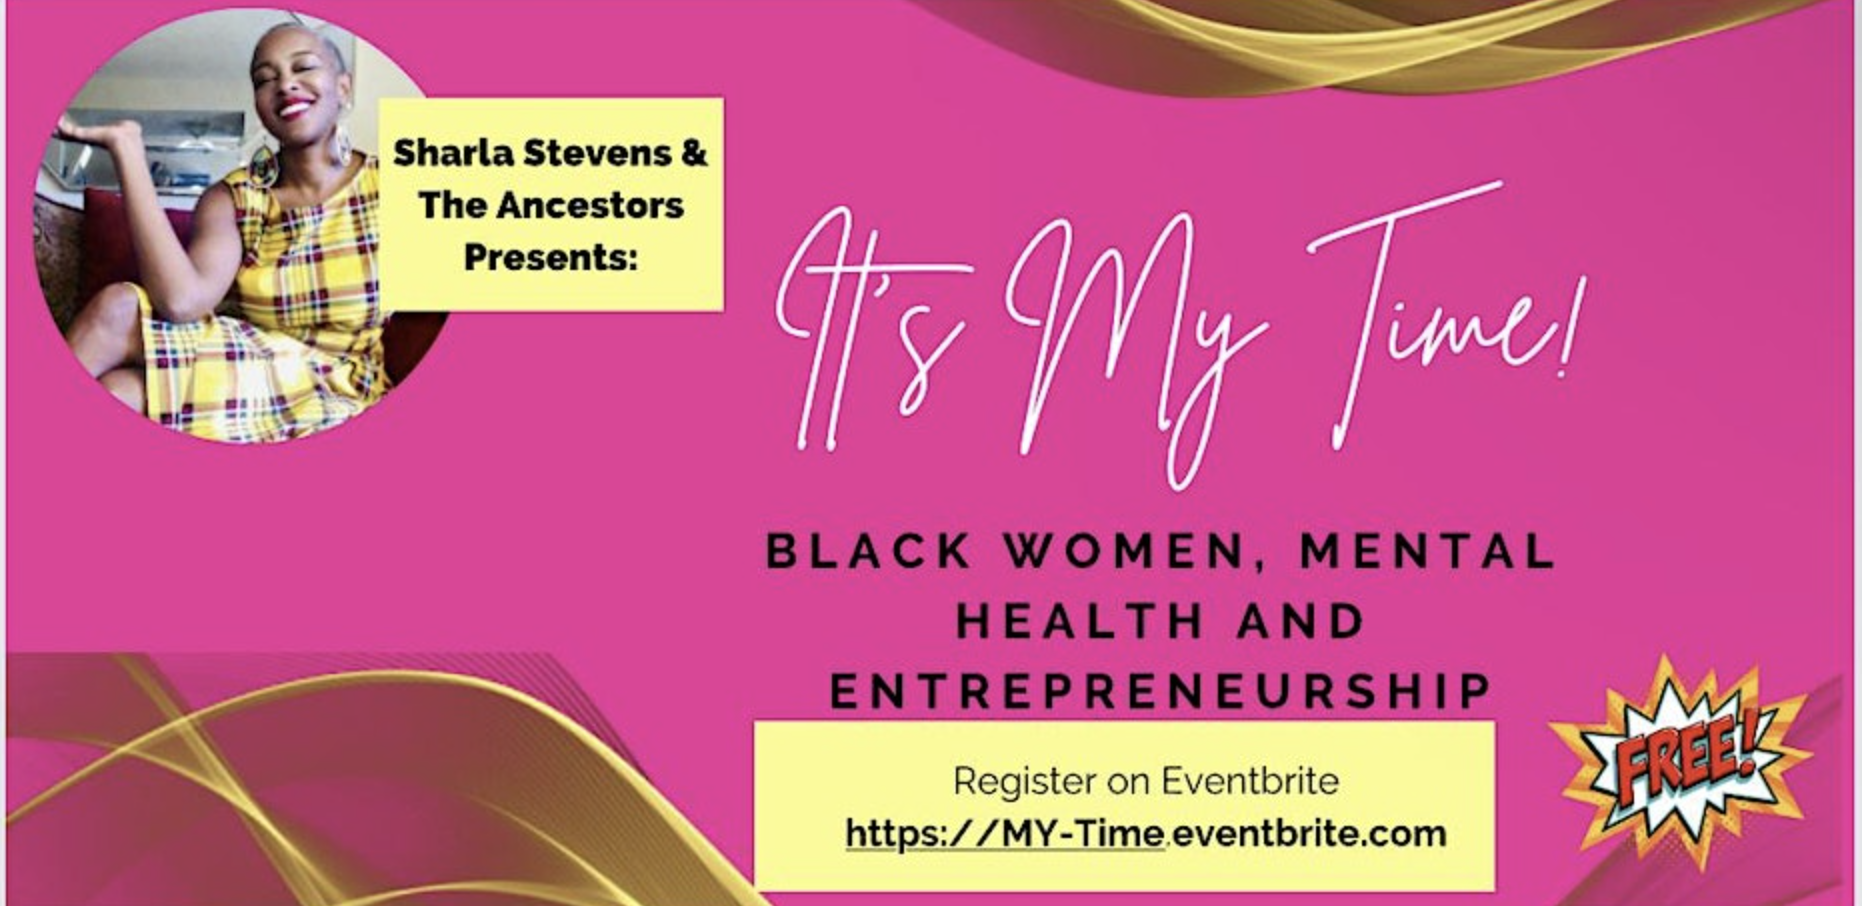 Sharla Stevens &
The Ancestors
Presents:
It's My Time!
BLACK WOMEN, MENTAL
HEALTH AND
ENTREPRENEURSHIP
Register on Eventbrite
https://MY-Time.eventbrite.com
FREE!